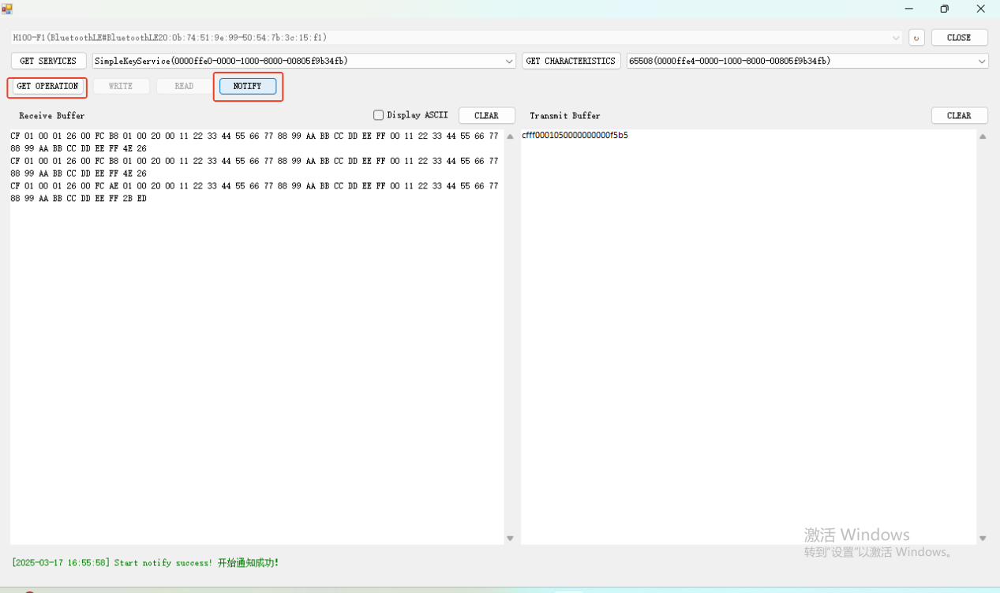 H100-F1(BluetoothLE#BluetoothLE20:0b:74:51:9e:99-50:54:7b:3c:15:f1)
CLOSE
GET SERVICES
SimpleKeyService(0000ffe0-0000-1000-8000-00805f9b34fb)
GET CHARACTERISTICS
65508(0000ffe4-0000-1000-8000-00805f9b34fb)
GET OPERATION
WRITE
READ
NOTIFY
Receive Buffer
Display ASCII
CLEAR
Transmit Buffer
CLEAR
CF 01 00 01 26 00 FC B8 01 00 20 00 11 22 33 44 55 66 77 88 99 AA BB CC DD EE FF 00 11 22 33 44 55 66 77
88 99 AA BB CC DD EE FF 4E 26
CF 01 00 01 26 00 FC B8 01 00 20 00 11 22 33 44 55 66 77 88 99 AA BB CC DD EE FF 00 11 22 33 44 55 66 77
88 99 AA BB CC DD EE FF 4E 26
CF 01 00 01 26 00 FC AE 01 00 20 00 11 22 33 44 55 66 77 88 99 AA BB CC DD EE FF 00 11 22 33 44 55 66 77
88 99 AA BB CC DD EE FF 2B ED
cfff0001050000000000f5b5
激活 Windows
转到“设置”以激活 Windows。
[2025-03-17 16:55:58] Start notify success! 开始通知成功!